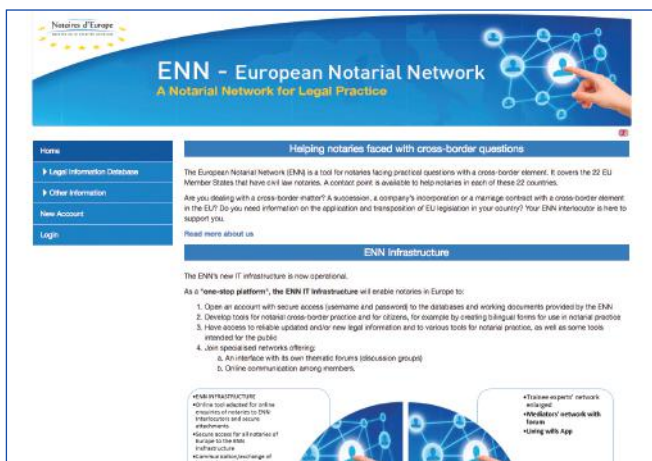 Notaires d'Europe
ENN - European Notarial Network
A Notarial Network for Legal Practice
Home
Legal Information Database
Other Information
New Account
Login
Helping notaries faced with cross-border questions
The European Notarial Network (ENN) is a tool for notaries facing practical questions with a cross-border element. It covers the 22 EU
Member States that have civil law notaries. A contact point is available to help notaries in each of these 22 countries.
Are you dealing with a cross-border matter? A succession, a company's incorporation or a marriage contract with a cross-border element
in the EU? Do you need information on the application and transposition of EU legislation in your country? Your ENN interlocutor is here to
support you.
Read more about us
ENN Infrastructure
The ENN's new IT infrastructure is now operational.
As a "one-stop platform", the ENN IT Infrastructure will enable notaries in Europe to:
1. Open an account with secure access (username and password) to the databases and working documents provided by the ENN
2. Develop tools for notarial cross-border practice and for citizens, for example by creating bilingual forms for use in notarial practice
3. Have access to reliable updated and/or new legal information and to various tools for notarial practice, as well as some tools
intended for the public
4. Join specialised networks offering:
a. An interface with its own thematic forums (discussion groups)
b. Online communication among members.
•ENN INFRASTRUCTURE
•Online tool adapted for online
enquiries of notaries to ENN
interlocutors and secure
attachments
•Secure access for all notaries of
Europe to the ENN
Infrastructure
•Communication/exchange of
•Trainee experts' network
enlarged
•Mediators' network with
forum
•Living wills App